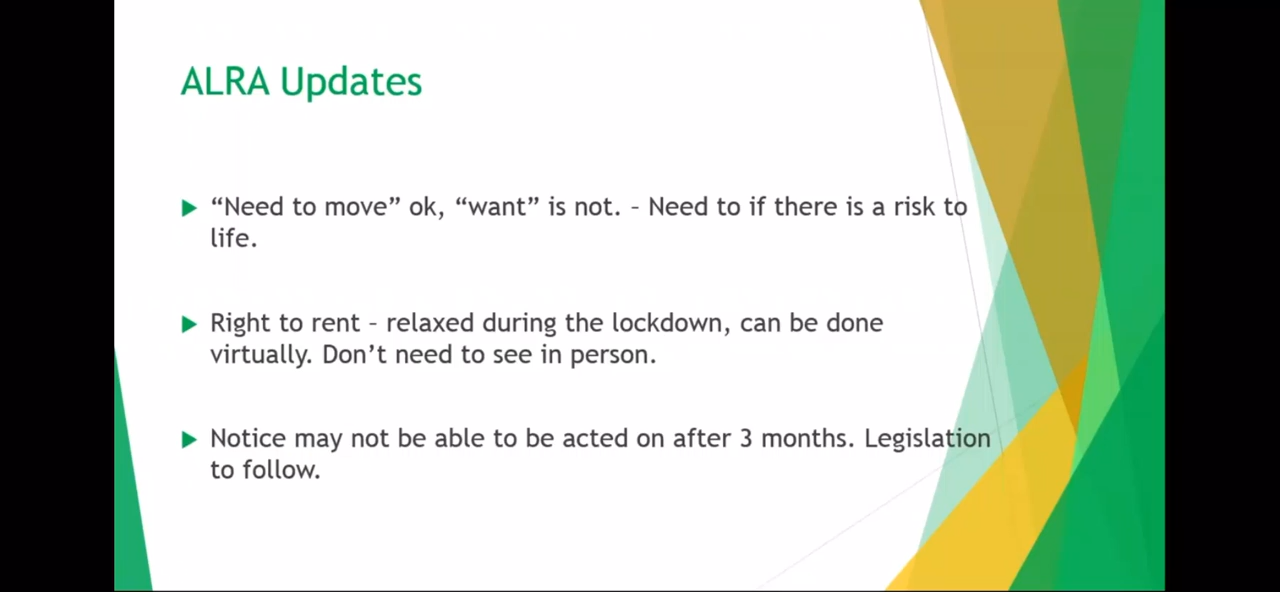 ALRA Updates
“Need to move” ok, “want” is not. – Need to if there is a risk to
life.
Right to rent – relaxed during the lockdown, can be done
virtually. Don’t need to see in person.
Notice may not be able to be acted on after 3 months. Legislation
to follow.